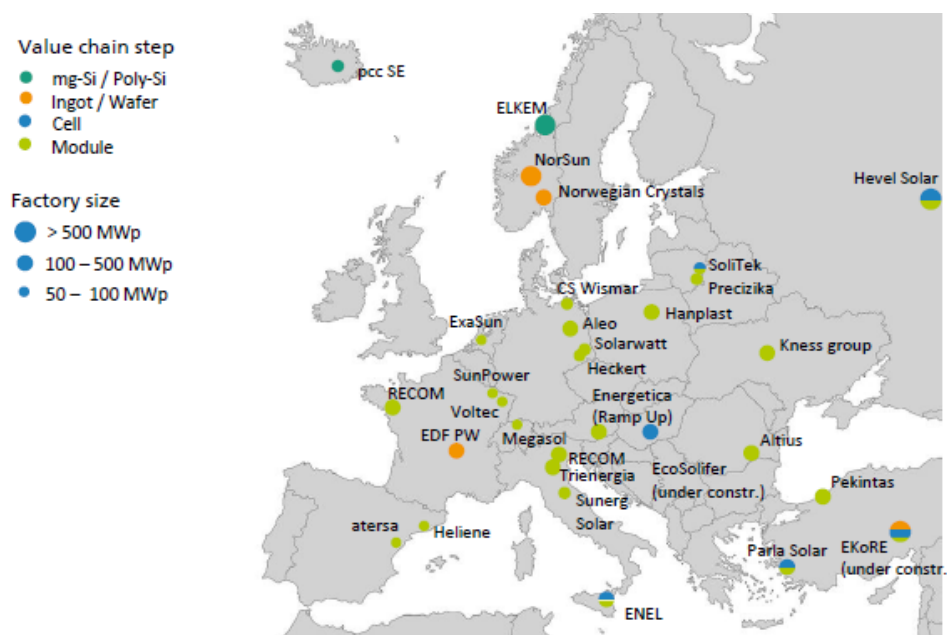 Value chain step
mg-Si / Poly-Si
Ingot / Wafer
Cell
Module
Factory size
> 500 MWp
100 – 500 MWp
50 – 100 MWp
pcc SE
ELKEM
NorSun
Norwegian Crystals
Hevel Solar
SoliTek
Precizika
CS Wismar
Hanplast
ExaSun
Aleo
Solarwatt
Heckert
Kness group
SunPower
RECOM
Voltec
Energetica
(Ramp Up)
EDF PW
Megasol
RECOM
Trienergia
EcoSolifer
(under constr.)
Altius
Sunerg
Solar
Pekintas
atersa
Heliene
Parla Solar
EKoRE
(under constr.
ENEL